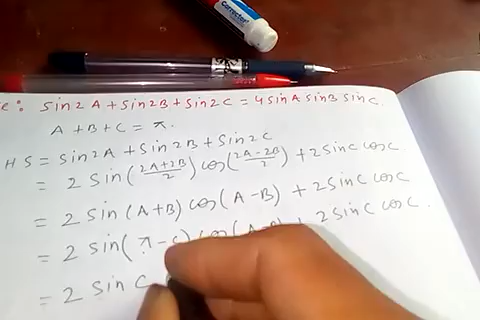 Corrector
e: sin2A + sin2B + sin2C = 4 sinA sinB sinC.
A + B + C = π.
HS = sin2A + sin2B + sin2C
= 2 sin(2A+2B/2) cos(2A-2B/2) + 2 sinC cosC
= 2 sin (A+B) cos (A-B) + 2 sinC cosC
= 2 sin( π-C) cos(A-B) + 2 sinC cosC.
= 2 sin C